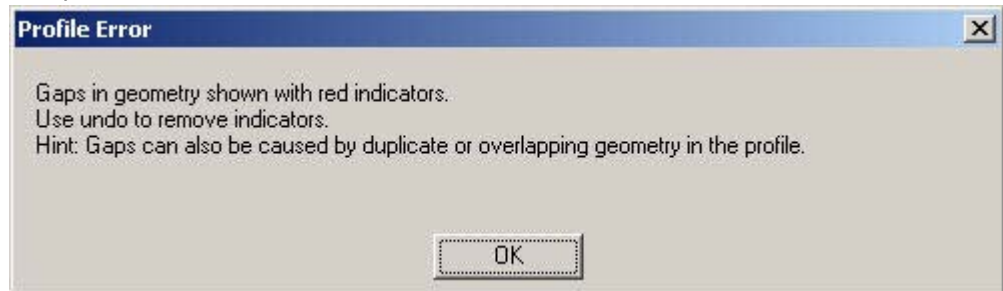 Profile Error
Gaps in geometry shown with red indicators.
Use undo to remove indicators.
Hint: Gaps can also be caused by duplicate or overlapping geometry in the profile.
OK